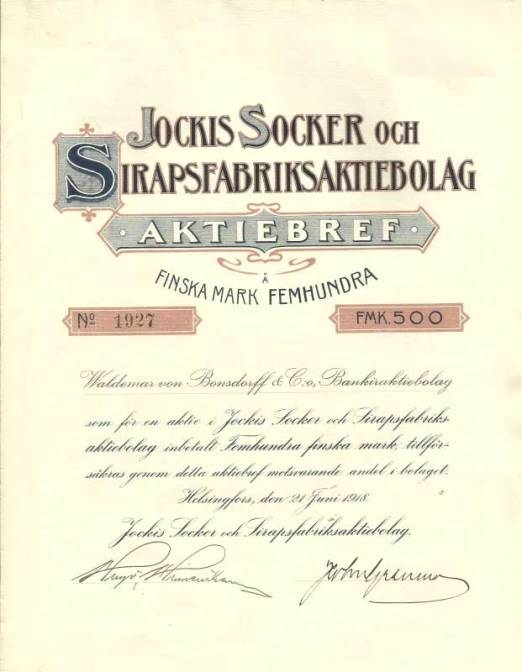 JOCKIS SOCKER OCH
SIRAPSFABRIKSAKTIEBOLAG
· AKTIEBREF ·
Å
FINSKA MARK FEMHUNDRA
No 1927
FMK. 500
Waldemar von Bonsdorff & C:o, Bankiraktiebolag
som för en aktie i Jockis Socker och Sirapsfabriks-
aktiebolag inbetalt Femhundra finska mark, tillför-
säkras genom detta aktiebref motsvarande andel i bolaget.
Helsingfors, den 21 Juni 1918.
Jockis Socker och Sirapsfabriksaktiebolag.